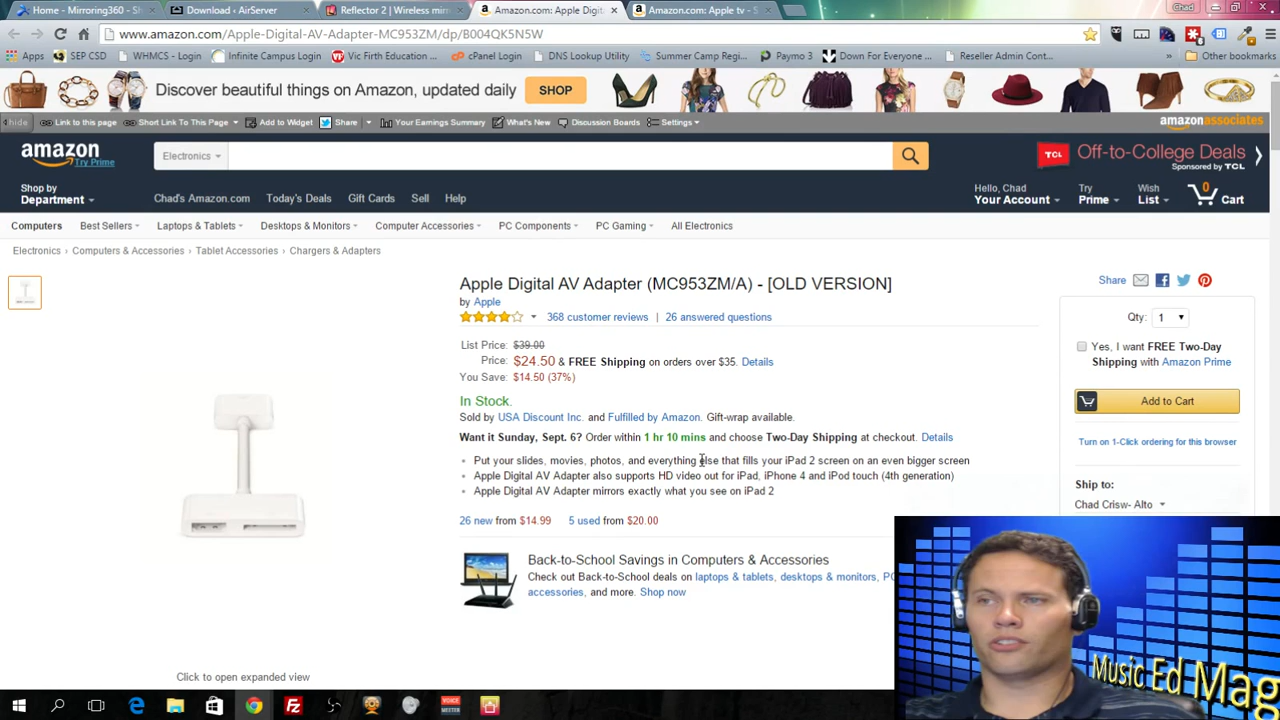 Home - Mirroring360 - Sh
Download ‹ AirServer
Reflector 2 | Wireless mirr
Amazon.com: Apple Digit
Amazon.com: Apple tv - S
Chad
www.amazon.com/Apple-Digital-AV-Adapter-MC953ZM/dp/B004QK5N5W
Apps SEP CSD WHMCS - Login Infinite Campus Login Vic Firth Education ... cPanel Login DNS Lookup Utility Summer Camp Regi... Paymo 3 Down For Everyone ... Reseller Admin Cont... » Other bookmarks
Discover beautiful things on Amazon, updated daily SHOP
hide Link to this page Short Link To This Page Add to Widget Share Your Earnings Summary What's New Discussion Boards Settings amazonassociates
amazon Try Prime
Electronics
TCL Off-to-College Deals
Sponsored by TCL
Shop by Department
Chad's Amazon.com Today's Deals Gift Cards Sell Help
Hello, Chad Your Account
Try Prime
Wish List
0 Cart
Computers Best Sellers Laptops & Tablets Desktops & Monitors Computer Accessories PC Components PC Gaming All Electronics
Electronics › Computers & Accessories › Tablet Accessories › Chargers & Adapters
Apple Digital AV Adapter (MC953ZM/A) - [OLD VERSION]
by Apple
368 customer reviews | 26 answered questions
List Price: $39.00
Price: $24.50 & FREE Shipping on orders over $35. Details
You Save: $14.50 (37%)
In Stock.
Sold by USA Discount Inc. and Fulfilled by Amazon. Gift-wrap available.
Want it Sunday, Sept. 6? Order within 1 hr 10 mins and choose Two-Day Shipping at checkout. Details
Put your slides, movies, photos, and everything else that fills your iPad 2 screen on an even bigger screen
Apple Digital AV Adapter also supports HD video out for iPad, iPhone 4 and iPod touch (4th generation)
Apple Digital AV Adapter mirrors exactly what you see on iPad 2
26 new from $14.99 5 used from $20.00
Back-to-School Savings in Computers & Accessories
Check out Back-to-School deals on laptops & tablets, desktops & monitors, PC
accessories, and more. Shop now
Click to open expanded view
Share
Qty: 1
Yes, I want FREE Two-Day
Shipping with Amazon Prime
Add to Cart
Turn on 1-Click ordering for this browser
Ship to:
Chad Crisw- Alto
Music Ed Mag
VOICE MEETER